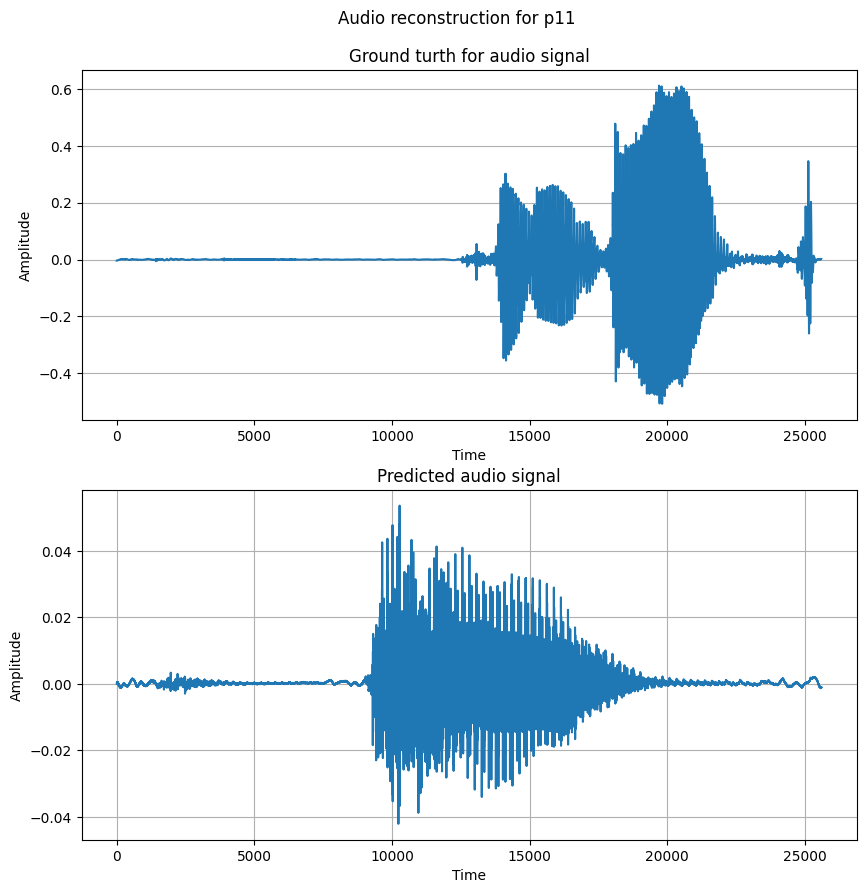 Audio reconstruction for p11
Ground turth for audio signal
0.6
0.4
0.2
0.0
−0.2
−0.4
Amplitude
0 5000 10000 15000 20000 25000
Time
Predicted audio signal
0.04
0.02
0.00
−0.02
−0.04
Amplitude
0 5000 10000 15000 20000 25000
Time